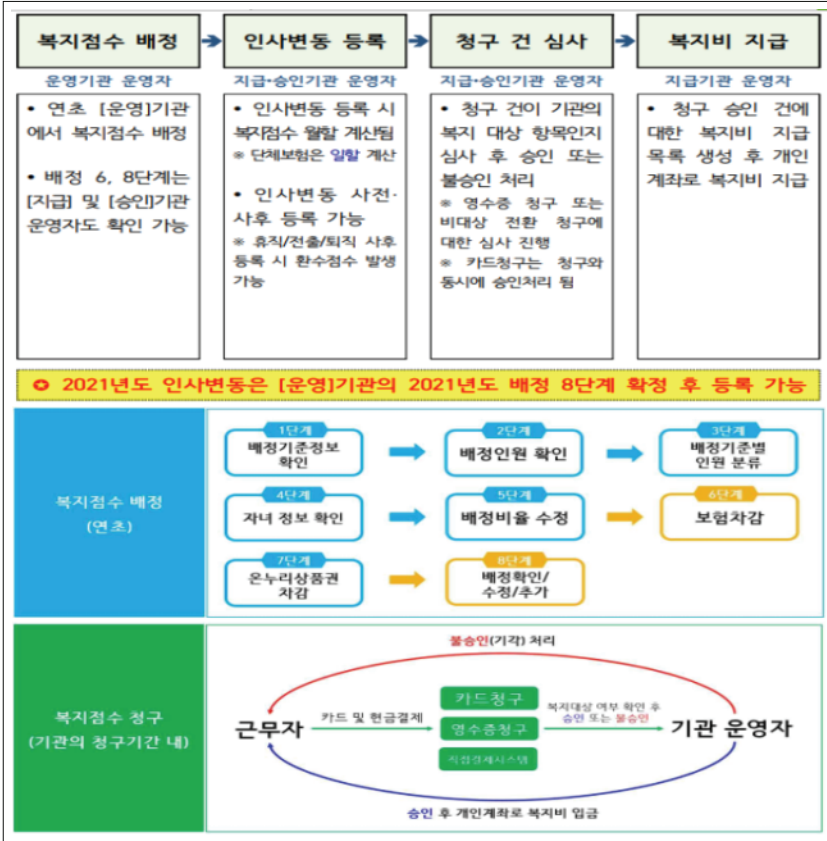 복지점수 배정
인사변동 등록
청구 건 심사
복지비 지급
운영기관 운영자
지급·승인기관 운영자
지급·승인기관 운영자
지급기관 운영자
• 연초 [운영]기관
에서 복지점수 배정
• 배정 6, 8단계는
[지급] 및 [승인]기관
운영자도 확인 가능
• 인사변동 등록 시
복지점수 월할 계산됨
※ 단체보험은 일할 계산
• 인사변동 사전·
사후 등록 가능
※ 휴직/전출/퇴직 사후
등록 시 환수점수 발생
가능
• 청구 건이 기관의
복지 대상 항목인지
심사 후 승인 또는
불승인 처리
※ 영수증 청구 또는
비대상 전환 청구에
대한 심사 진행
※ 카드청구는 청구와
동시에 승인처리 됨
• 청구 승인 건에
대한 복지비 지급
목록 생성 후 개인
계좌로 복지비 지급
✪ 2021년도 인사변동은 [운영]기관의 2021년도 배정 8단계 확정 후 등록 가능
복지점수 배정
(연초)
1단계
배정기준정보
확인
2단계
배정인원 확인
3단계
배정기준별
인원 분류
4단계
자녀 정보 확인
5단계
배정비율 수정
6단계
보험차감
7단계
온누리상품권
차감
8단계
배정확인/
수정/추가
복지점수 청구
(기관의 청구기간 내)
불승인(기각) 처리
근무자
카드 및 현금결제
카드청구
영수증청구
직접결제시스템
복지대상 여부 확인 후
승인 또는 불승인
기관 운영자
승인 후 개인계좌로 복지비 입금